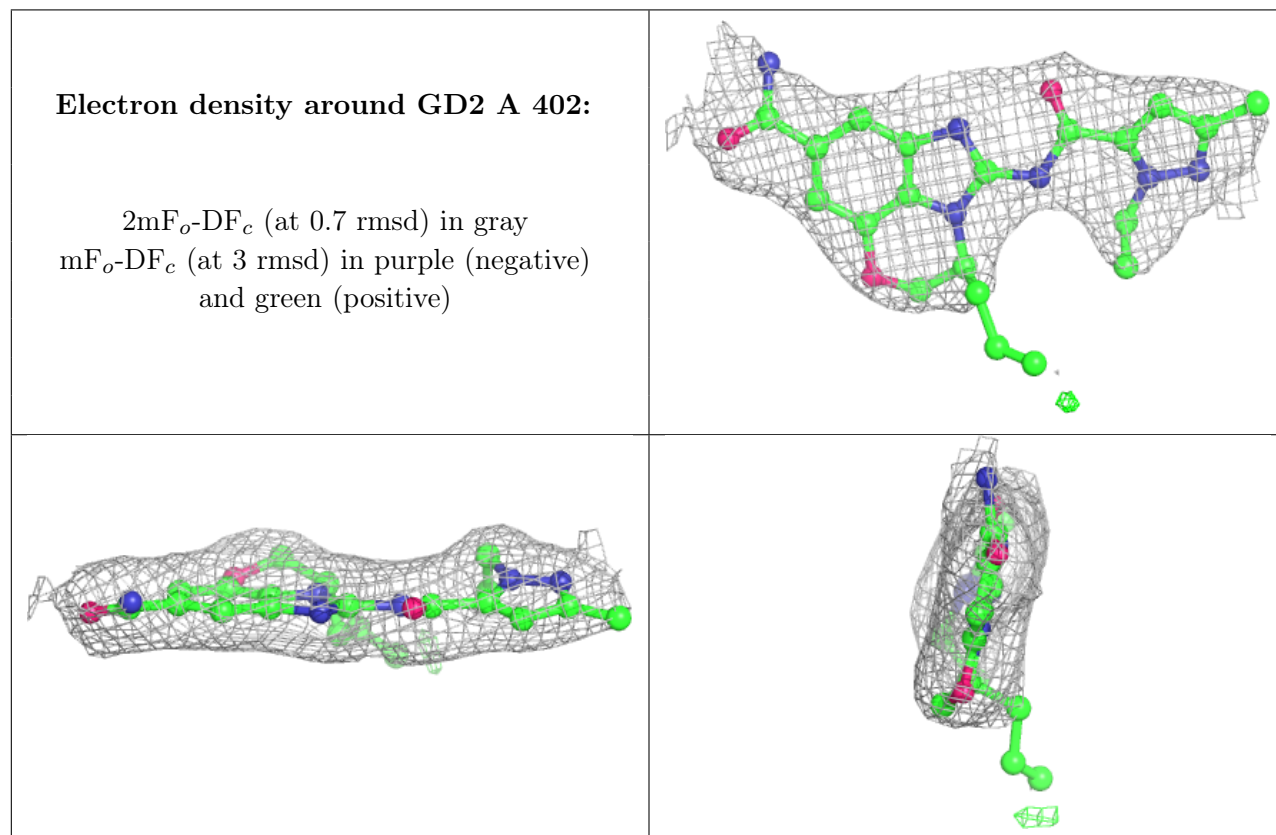 Electron density around GD2 A 402:
2mFo-DFc (at 0.7 rmsd) in gray
mFo-DFc (at 3 rmsd) in purple (negative)
and green (positive)